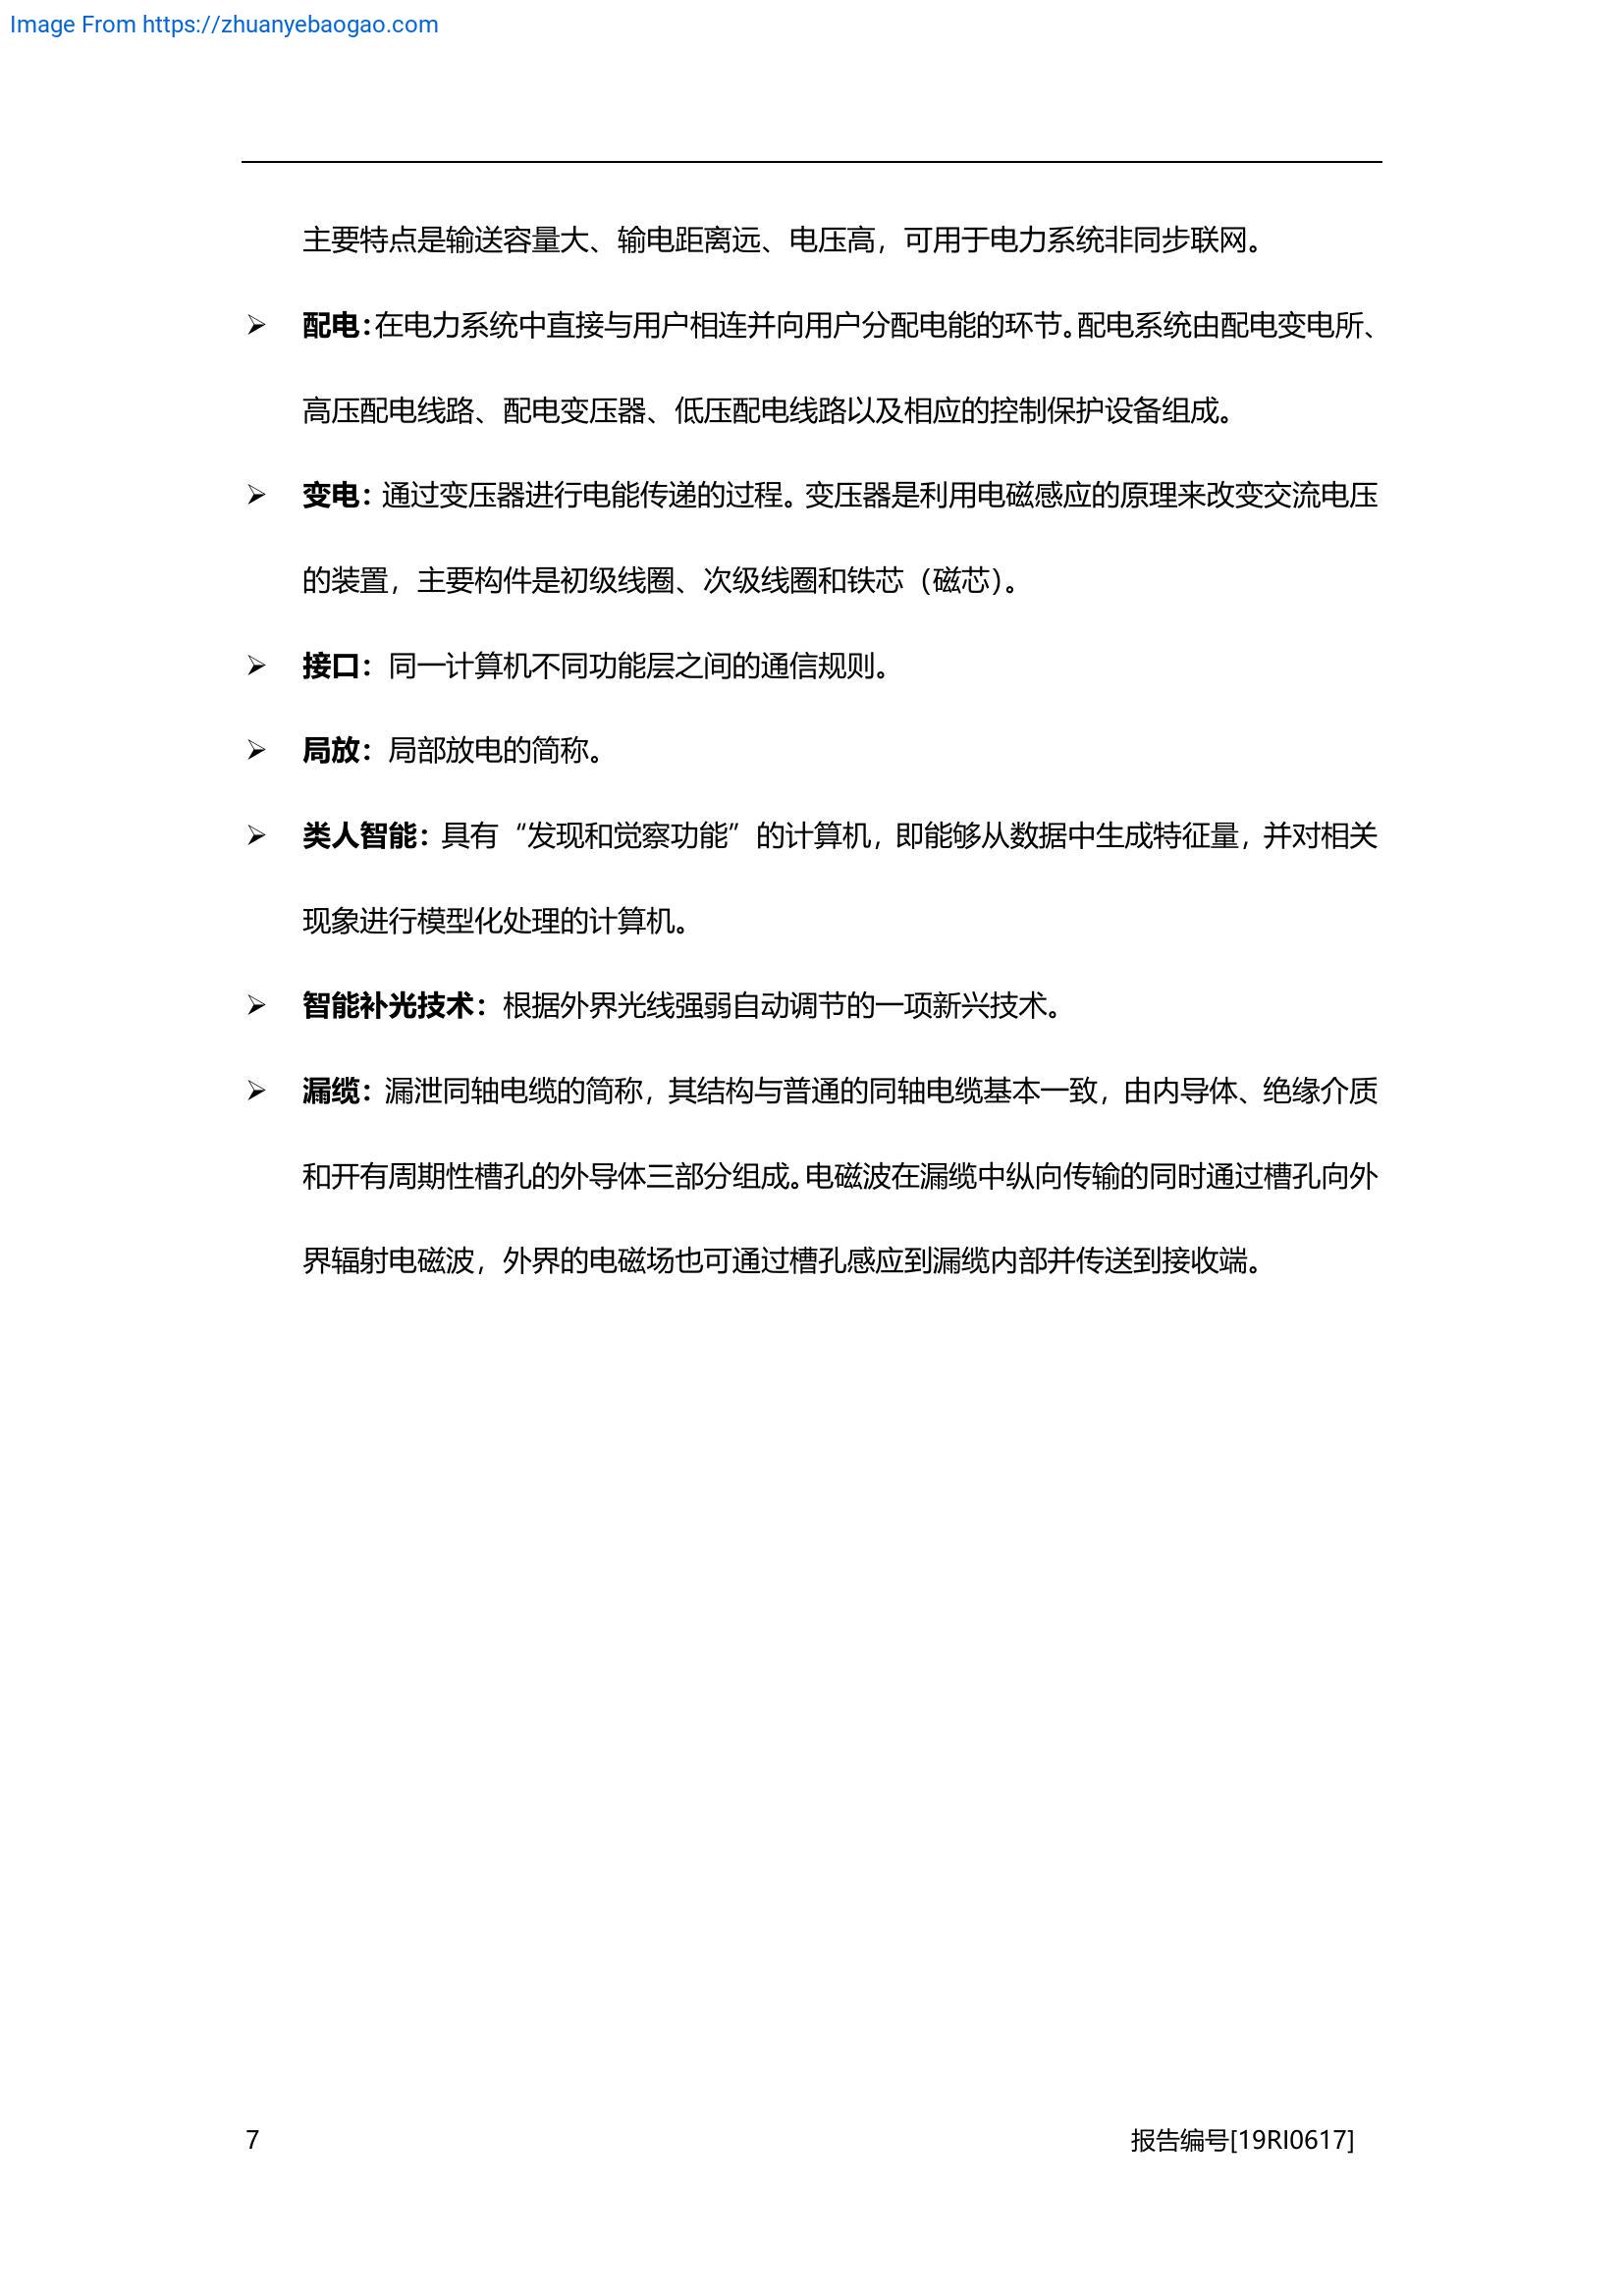 Image From https://zhuanyebaogao.com
主要特点是输送容量大、输电距离远、电压高，可用于电力系统非同步联网。
➢ 配电：在电力系统中直接与用户相连并向用户分配电能的环节。配电系统由配电变电所、
高压配电线路、配电变压器、低压配电线路以及相应的控制保护设备组成。
➢ 变电：通过变压器进行电能传递的过程。变压器是利用电磁感应的原理来改变交流电压
的装置，主要构件是初级线圈、次级线圈和铁芯（磁芯）。
➢ 接口：同一计算机不同功能层之间的通信规则。
➢ 局放：局部放电的简称。
➢ 类人智能：具有“发现和觉察功能”的计算机，即能够从数据中生成特征量，并对相关
现象进行模型化处理的计算机。
➢ 智能补光技术：根据外界光线强弱自动调节的一项新兴技术。
➢ 漏缆：漏泄同轴电缆的简称，其结构与普通的同轴电缆基本一致，由内导体、绝缘介质
和开有周期性槽孔的外导体三部分组成。电磁波在漏缆中纵向传输的同时通过槽孔向外
界辐射电磁波，外界的电磁场也可通过槽孔感应到漏缆内部并传送到接收端。
7 报告编号[19RI0617]